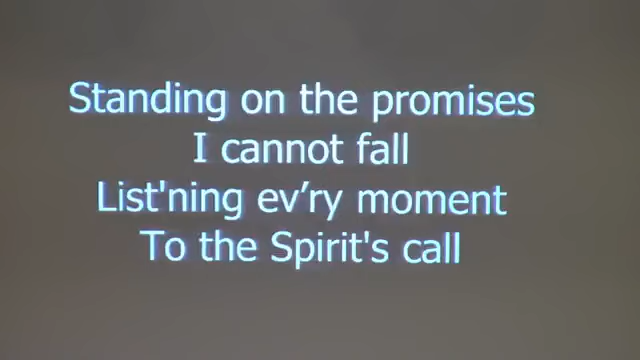 Standing on the promises
I cannot fall
List'ning ev’ry moment
To the Spirit's call